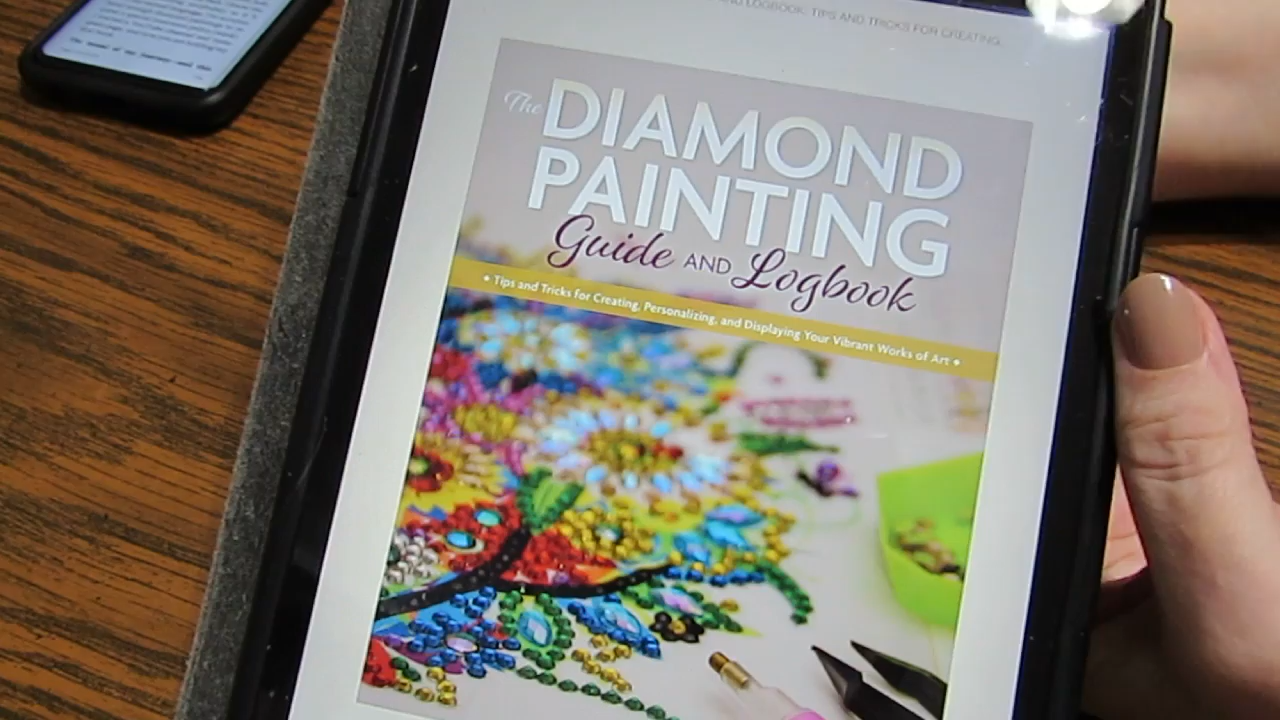 AND LOGBOOK: TIPS AND TRICKS FOR CREATING,
The DIAMOND
PAINTING
Guide AND Logbook
• Tips and Tricks for Creating, Personalizing, and Displaying Your Vibrant Works of Art •